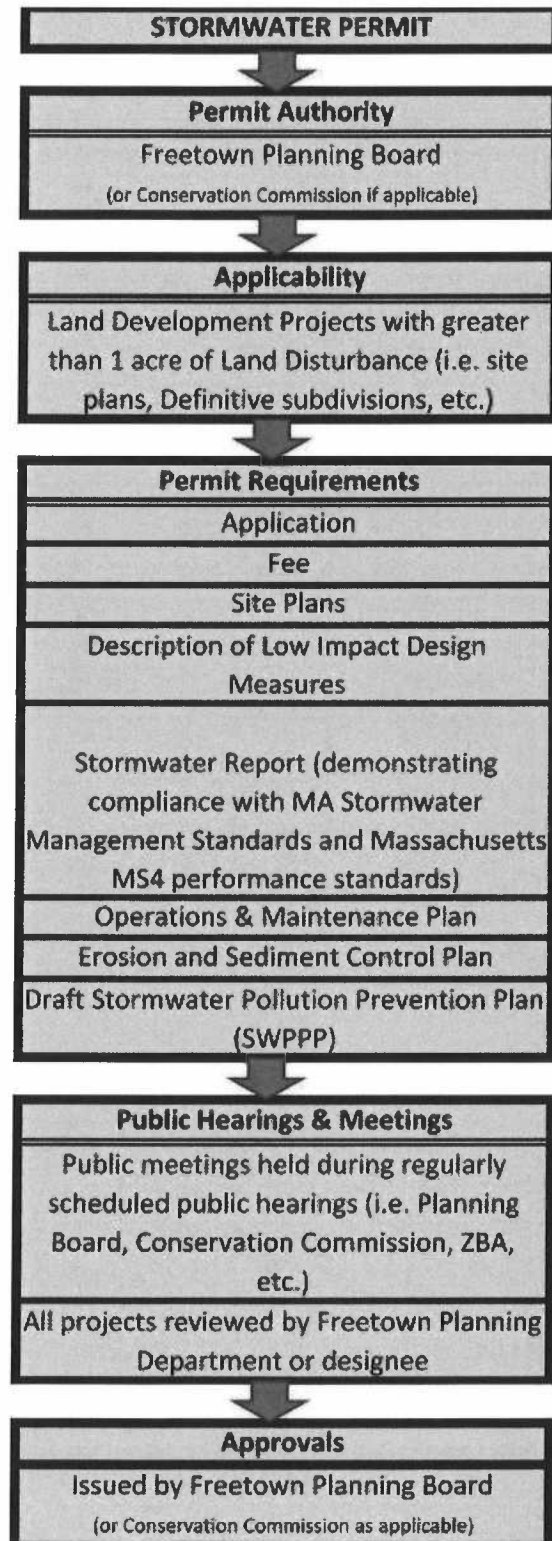 STORMWATER PERMIT
Permit Authority
Freetown Planning Board
(or Conservation Commission if applicable)
Applicability
Land Development Projects with greater
than 1 acre of Land Disturbance (i.e. site
plans, Definitive subdivisions, etc.)
Permit Requirements
Application
Fee
Site Plans
Description of Low Impact Design
Measures
Stormwater Report (demonstrating
compliance with MA Stormwater
Management Standards and Massachusetts
MS4 performance standards)
Operations & Maintenance Plan
Erosion and Sediment Control Plan
Draft Stormwater Pollution Prevention Plan
(SWPPP)
Public Hearings & Meetings
Public meetings held during regularly
scheduled public hearings (i.e. Planning
Board, Conservation Commission, ZBA,
etc.)
All projects reviewed by Freetown Planning
Department or designee
Approvals
Issued by Freetown Planning Board
(or Conservation Commission as applicable)